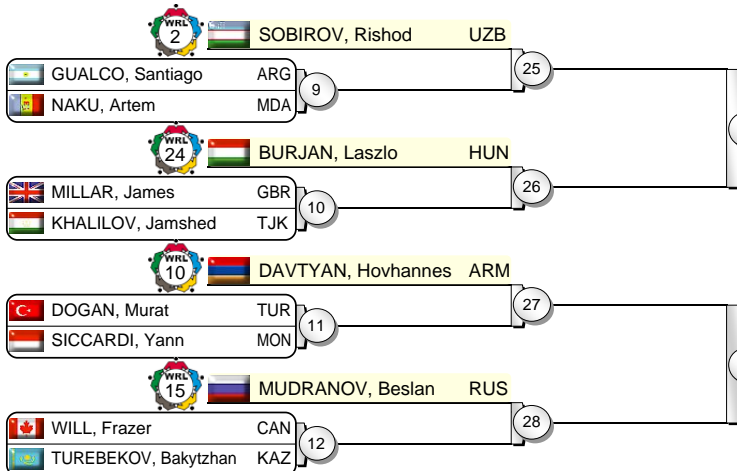 WRL
2
SOBIROV, Rishod UZB
25
GUALCO, Santiago ARG
9
NAKU, Artem MDA
WRL
24
BURJAN, Laszlo HUN
26
MILLAR, James GBR
10
KHALILOV, Jamshed TJK
WRL
10
DAVTYAN, Hovhannes ARM
27
DOGAN, Murat TUR
11
SICCARDI, Yann MON
WRL
15
MUDRANOV, Beslan RUS
28
WILL, Frazer CAN
12
TUREBEKOV, Bakytzhan KAZ